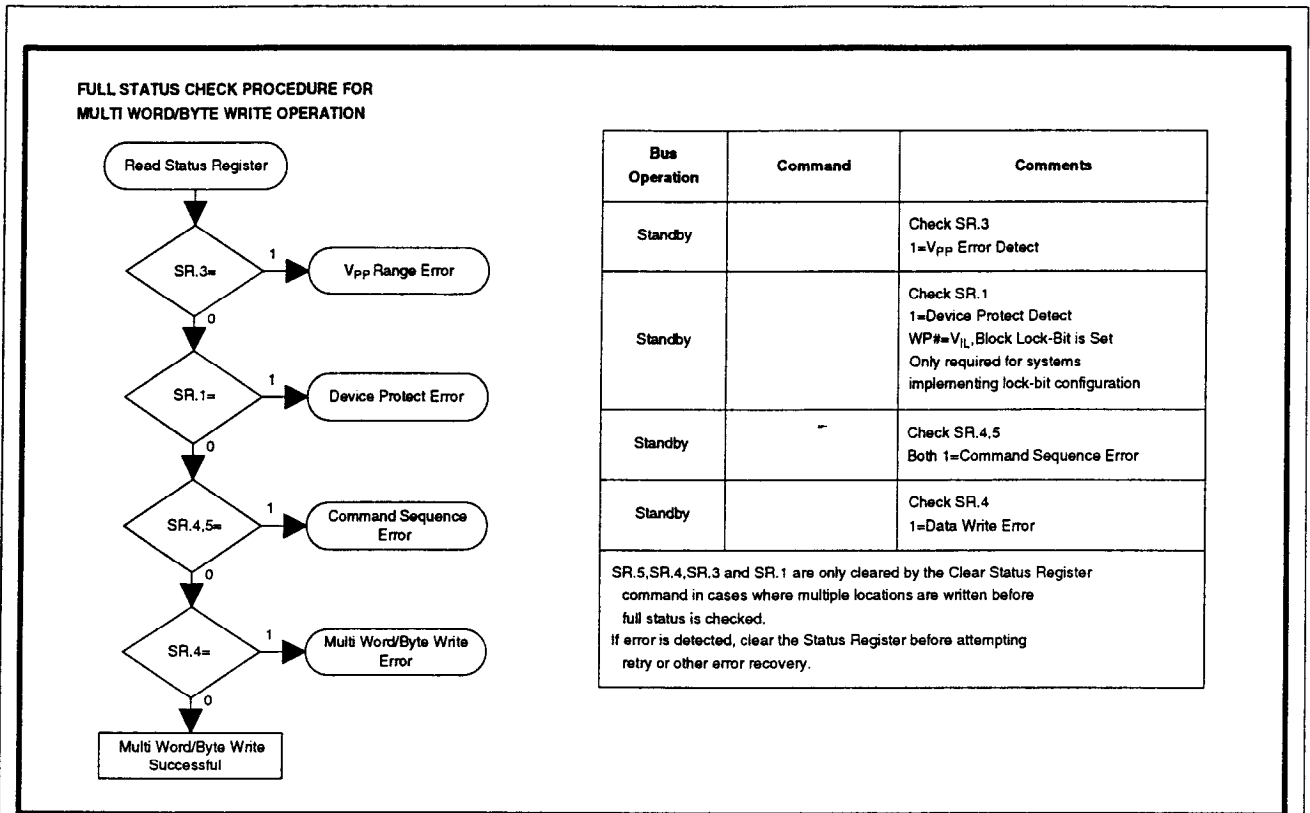 FULL STATUS CHECK PROCEDURE FOR
MULTI WORD/BYTE WRITE OPERATION
Read Status Register
SR.3=
1
VPP Range Error
0
SR.1=
1
Device Protect Error
0
SR.4,5=
1
Command Sequence
Error
0
SR.4=
1
Multi Word/Byte Write
Error
0
Multi Word/Byte Write
Successful
Bus
Operation
Command
Comments
Standby
Check SR.3
1=VPP Error Detect
Standby
Check SR.1
1=Device Protect Detect
WP#=VIL,Block Lock-Bit is Set
Only required for systems
implementing lock-bit configuration
Standby
Check SR.4,5
Both 1=Command Sequence Error
Standby
Check SR.4
1=Data Write Error
SR.5,SR.4,SR.3 and SR.1 are only cleared by the Clear Status Register
command in cases where multiple locations are written before
full status is checked.
If error is detected, clear the Status Register before attempting
retry or other error recovery.